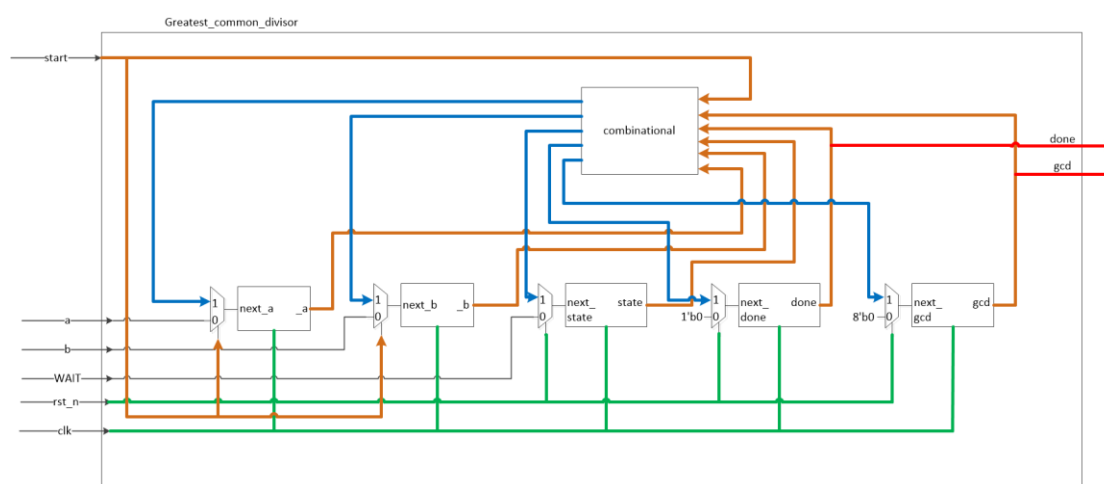 Greatest_common_divisor
start
combinational
done
gcd
1
0
next_a
_a
1
0
next_b
_b
1
0
next_
state
state
1
1'b0
0
next_
done
done
1
8'b0
0
next_
gcd
gcd
a
b
WAIT
rst_n
clk